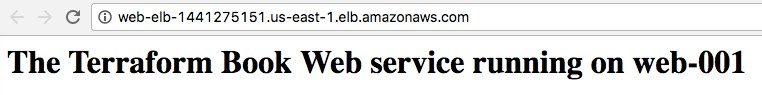 web-elb-1441275151.us-east-1.elb.amazonaws.com
The Terraform Book Web service running on web-001